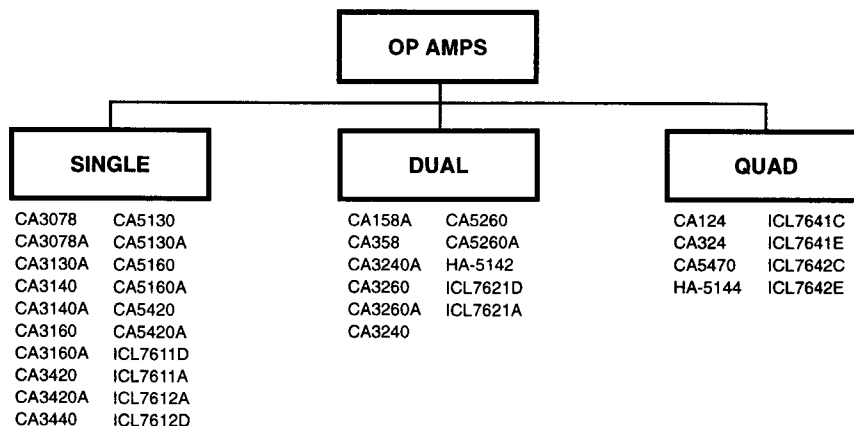 OP AMPS
SINGLE
CA3078 CA5130
CA3078A CA5130A
CA3130A CA5160
CA3140 CA5160A
CA3140A CA5420
CA3160 CA5420A
CA3160A ICL7611D
CA3420 ICL7611A
CA3420A ICL7612A
CA3440 ICL7612D
DUAL
CA158A CA5260
CA358 CA5260A
CA3240A HA-5142
CA3260 ICL7621D
CA3260A ICL7621A
CA3240
QUAD
CA124 ICL7641C
CA324 ICL7641E
CA5470 ICL7642C
HA-5144 ICL7642E